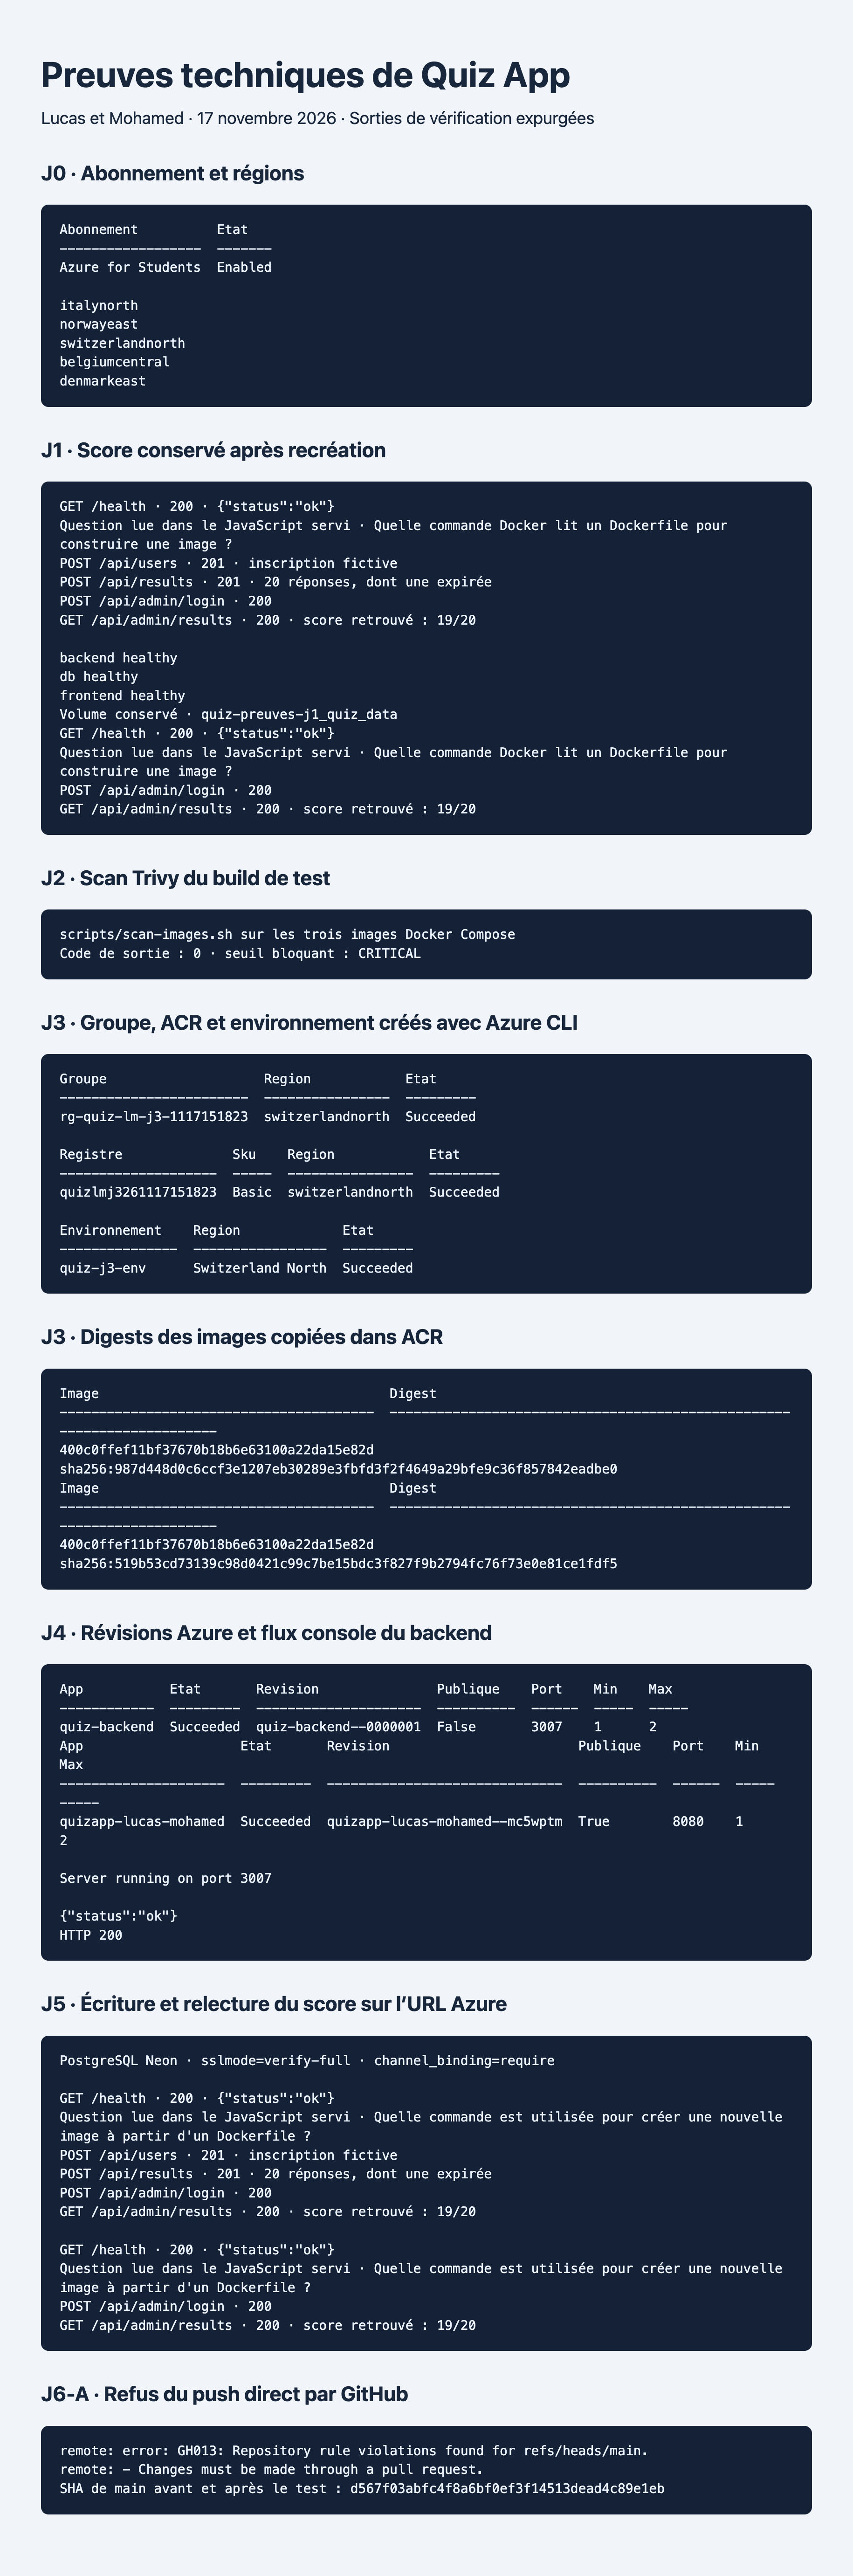 Preuves techniques de Quiz App
Lucas et Mohamed · 17 novembre 2026 · Sorties de vérification expurgées
J0 · Abonnement et régions
Abonnement          Etat
------------------  -------
Azure for Students  Enabled
italynorth
norwayeast
switzerlandnorth
belgiumcentral
denmarkeast
J1 · Score conservé après recréation
GET /health · 200 · {"status":"ok"}
Question lue dans le JavaScript servi · Quelle commande Docker lit un Dockerfile pour
construire une image ?
POST /api/users · 201 · inscription fictive
POST /api/results · 201 · 20 réponses, dont une expirée
POST /api/admin/login · 200
GET /api/admin/results · 200 · score retrouvé : 19/20
backend healthy
db healthy
frontend healthy
Volume conservé · quiz-preuves-j1_quiz_data
GET /health · 200 · {"status":"ok"}
Question lue dans le JavaScript servi · Quelle commande Docker lit un Dockerfile pour
construire une image ?
POST /api/admin/login · 200
GET /api/admin/results · 200 · score retrouvé : 19/20
J2 · Scan Trivy du build de test
scripts/scan-images.sh sur les trois images Docker Compose
Code de sortie : 0 · seuil bloquant : CRITICAL
J3 · Groupe, ACR et environnement créés avec Azure CLI
Groupe                    Region            Etat
------------------------  ----------------  ---------
rg-quiz-lm-j3-1117151823  switzerlandnorth  Succeeded
Registre              Sku    Region            Etat
--------------------  -----  ----------------  ---------
quizlmj3261117151823  Basic  switzerlandnorth  Succeeded
Environnement    Region             Etat
---------------  -----------------  ---------
quiz-j3-env      Switzerland North  Succeeded
J3 · Digests des images copiées dans ACR
Image                                     Digest
----------------------------------------  ---------------------------------------------------
--------------------
400c0ffef11bf37670b18b6e63100a22da15e82d
sha256:987d448d0c6ccf3e1207eb30289e3fbfd3f2f4649a29bfe9c36f857842eadbe0
Image                                     Digest
----------------------------------------  ---------------------------------------------------
--------------------
400c0ffef11bf37670b18b6e63100a22da15e82d
sha256:519b53cd73139c98d0421c99c7be15bdc3f827f9b2794fc76f73e0e81ce1fdf5
J4 · Révisions Azure et flux console du backend
App           Etat       Revision               Publique    Port    Min    Max
------------  ---------  ---------------------  ----------  ------  -----  -----
quiz-backend  Succeeded  quiz-backend--0000001  False       3007    1      2
App                    Etat       Revision                        Publique    Port    Min
Max
---------------------  ---------  ------------------------------  ----------  ------  -----
-----
quizapp-lucas-mohamed  Succeeded  quizapp-lucas-mohamed--mc5wptm  True        8080    1
2
Server running on port 3007
{"status":"ok"}
HTTP 200
J5 · Écriture et relecture du score sur l’URL Azure
PostgreSQL Neon · sslmode=verify-full · channel_binding=require
GET /health · 200 · {"status":"ok"}
Question lue dans le JavaScript servi · Quelle commande est utilisée pour créer une nouvelle
image à partir d'un Dockerfile ?
POST /api/users · 201 · inscription fictive
POST /api/results · 201 · 20 réponses, dont une expirée
POST /api/admin/login · 200
GET /api/admin/results · 200 · score retrouvé : 19/20
GET /health · 200 · {"status":"ok"}
Question lue dans le JavaScript servi · Quelle commande est utilisée pour créer une nouvelle
image à partir d'un Dockerfile ?
POST /api/admin/login · 200
GET /api/admin/results · 200 · score retrouvé : 19/20
J6-A · Refus du push direct par GitHub
remote: error: GH013: Repository rule violations found for refs/heads/main.
remote: - Changes must be made through a pull request.
SHA de main avant et après le test : d567f03abfc4f8a6bf0ef3f14513dead4c89e1eb